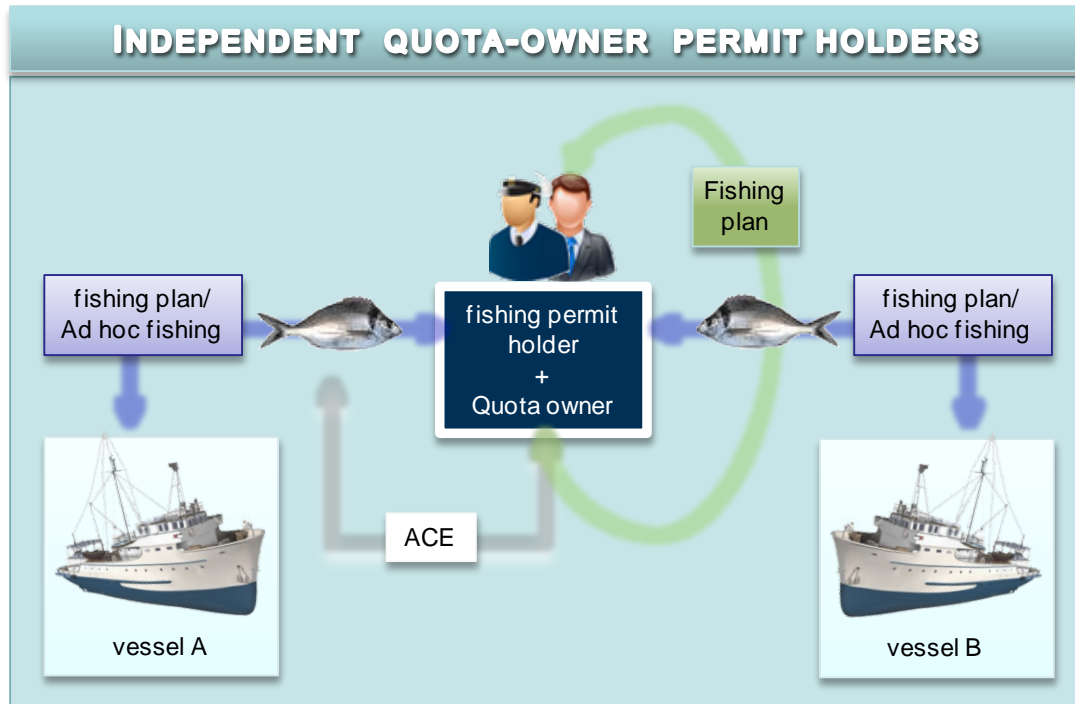 INDEPENDENT QUOTA-OWNER PERMIT HOLDERS
Fishing
plan
fishing plan/
Ad hoc fishing
fishing permit
holder
+
Quota owner
fishing plan/
Ad hoc fishing
ACE
vessel A
vessel B